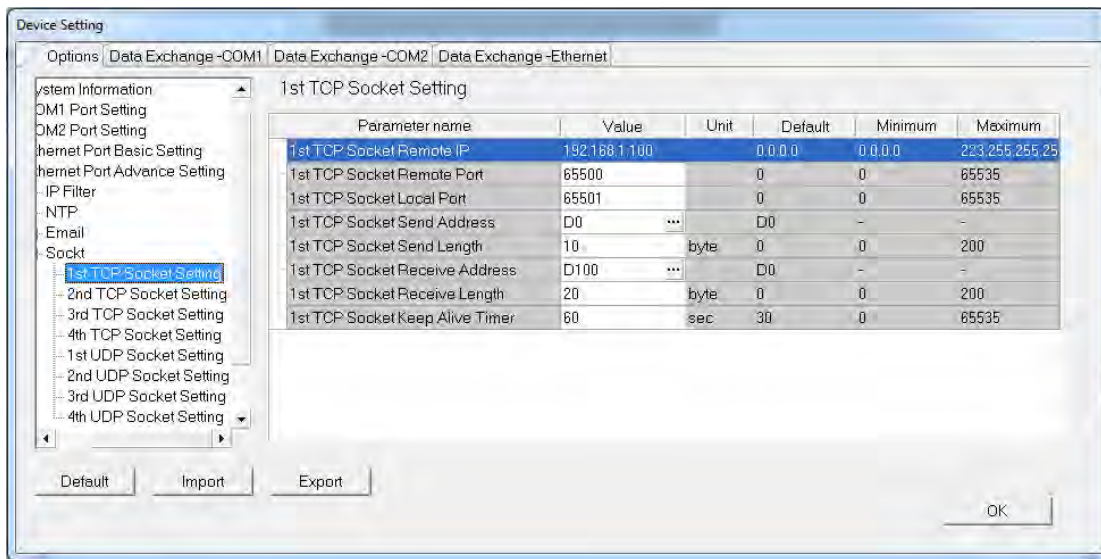 Device Setting
Options Data Exchange -COM1 Data Exchange -COM2 Data Exchange -Ethernet
ystem Information
OM1 Port Setting
OM2 Port Setting
hernet Port Basic Setting
hernet Port Advance Setting
IP Filter
NTP
Email
Sockt
1st TCP Socket Setting
2nd TCP Socket Setting
3rd TCP Socket Setting
4th TCP Socket Setting
1st UDP Socket Setting
2nd UDP Socket Setting
3rd UDP Socket Setting
4th UDP Socket Setting
1st TCP Socket Setting
Parameter name Value Unit Default Minimum Maximum
1st TCP Socket Remote IP 192.168.1.100 0.0.0.0 0.0.0.0 223.255.255.25
1st TCP Socket Remote Port 65500 0 0 65535
1st TCP Socket Local Port 65501 0 0 65535
1st TCP Socket Send Address D0 ... D0 - -
1st TCP Socket Send Length 10 byte 0 0 200
1st TCP Socket Receive Address D100 ... D0 - -
1st TCP Socket Receive Length 20 byte 0 0 200
1st TCP Socket Keep Alive Timer 60 sec 30 0 65535
Default Import Export
OK